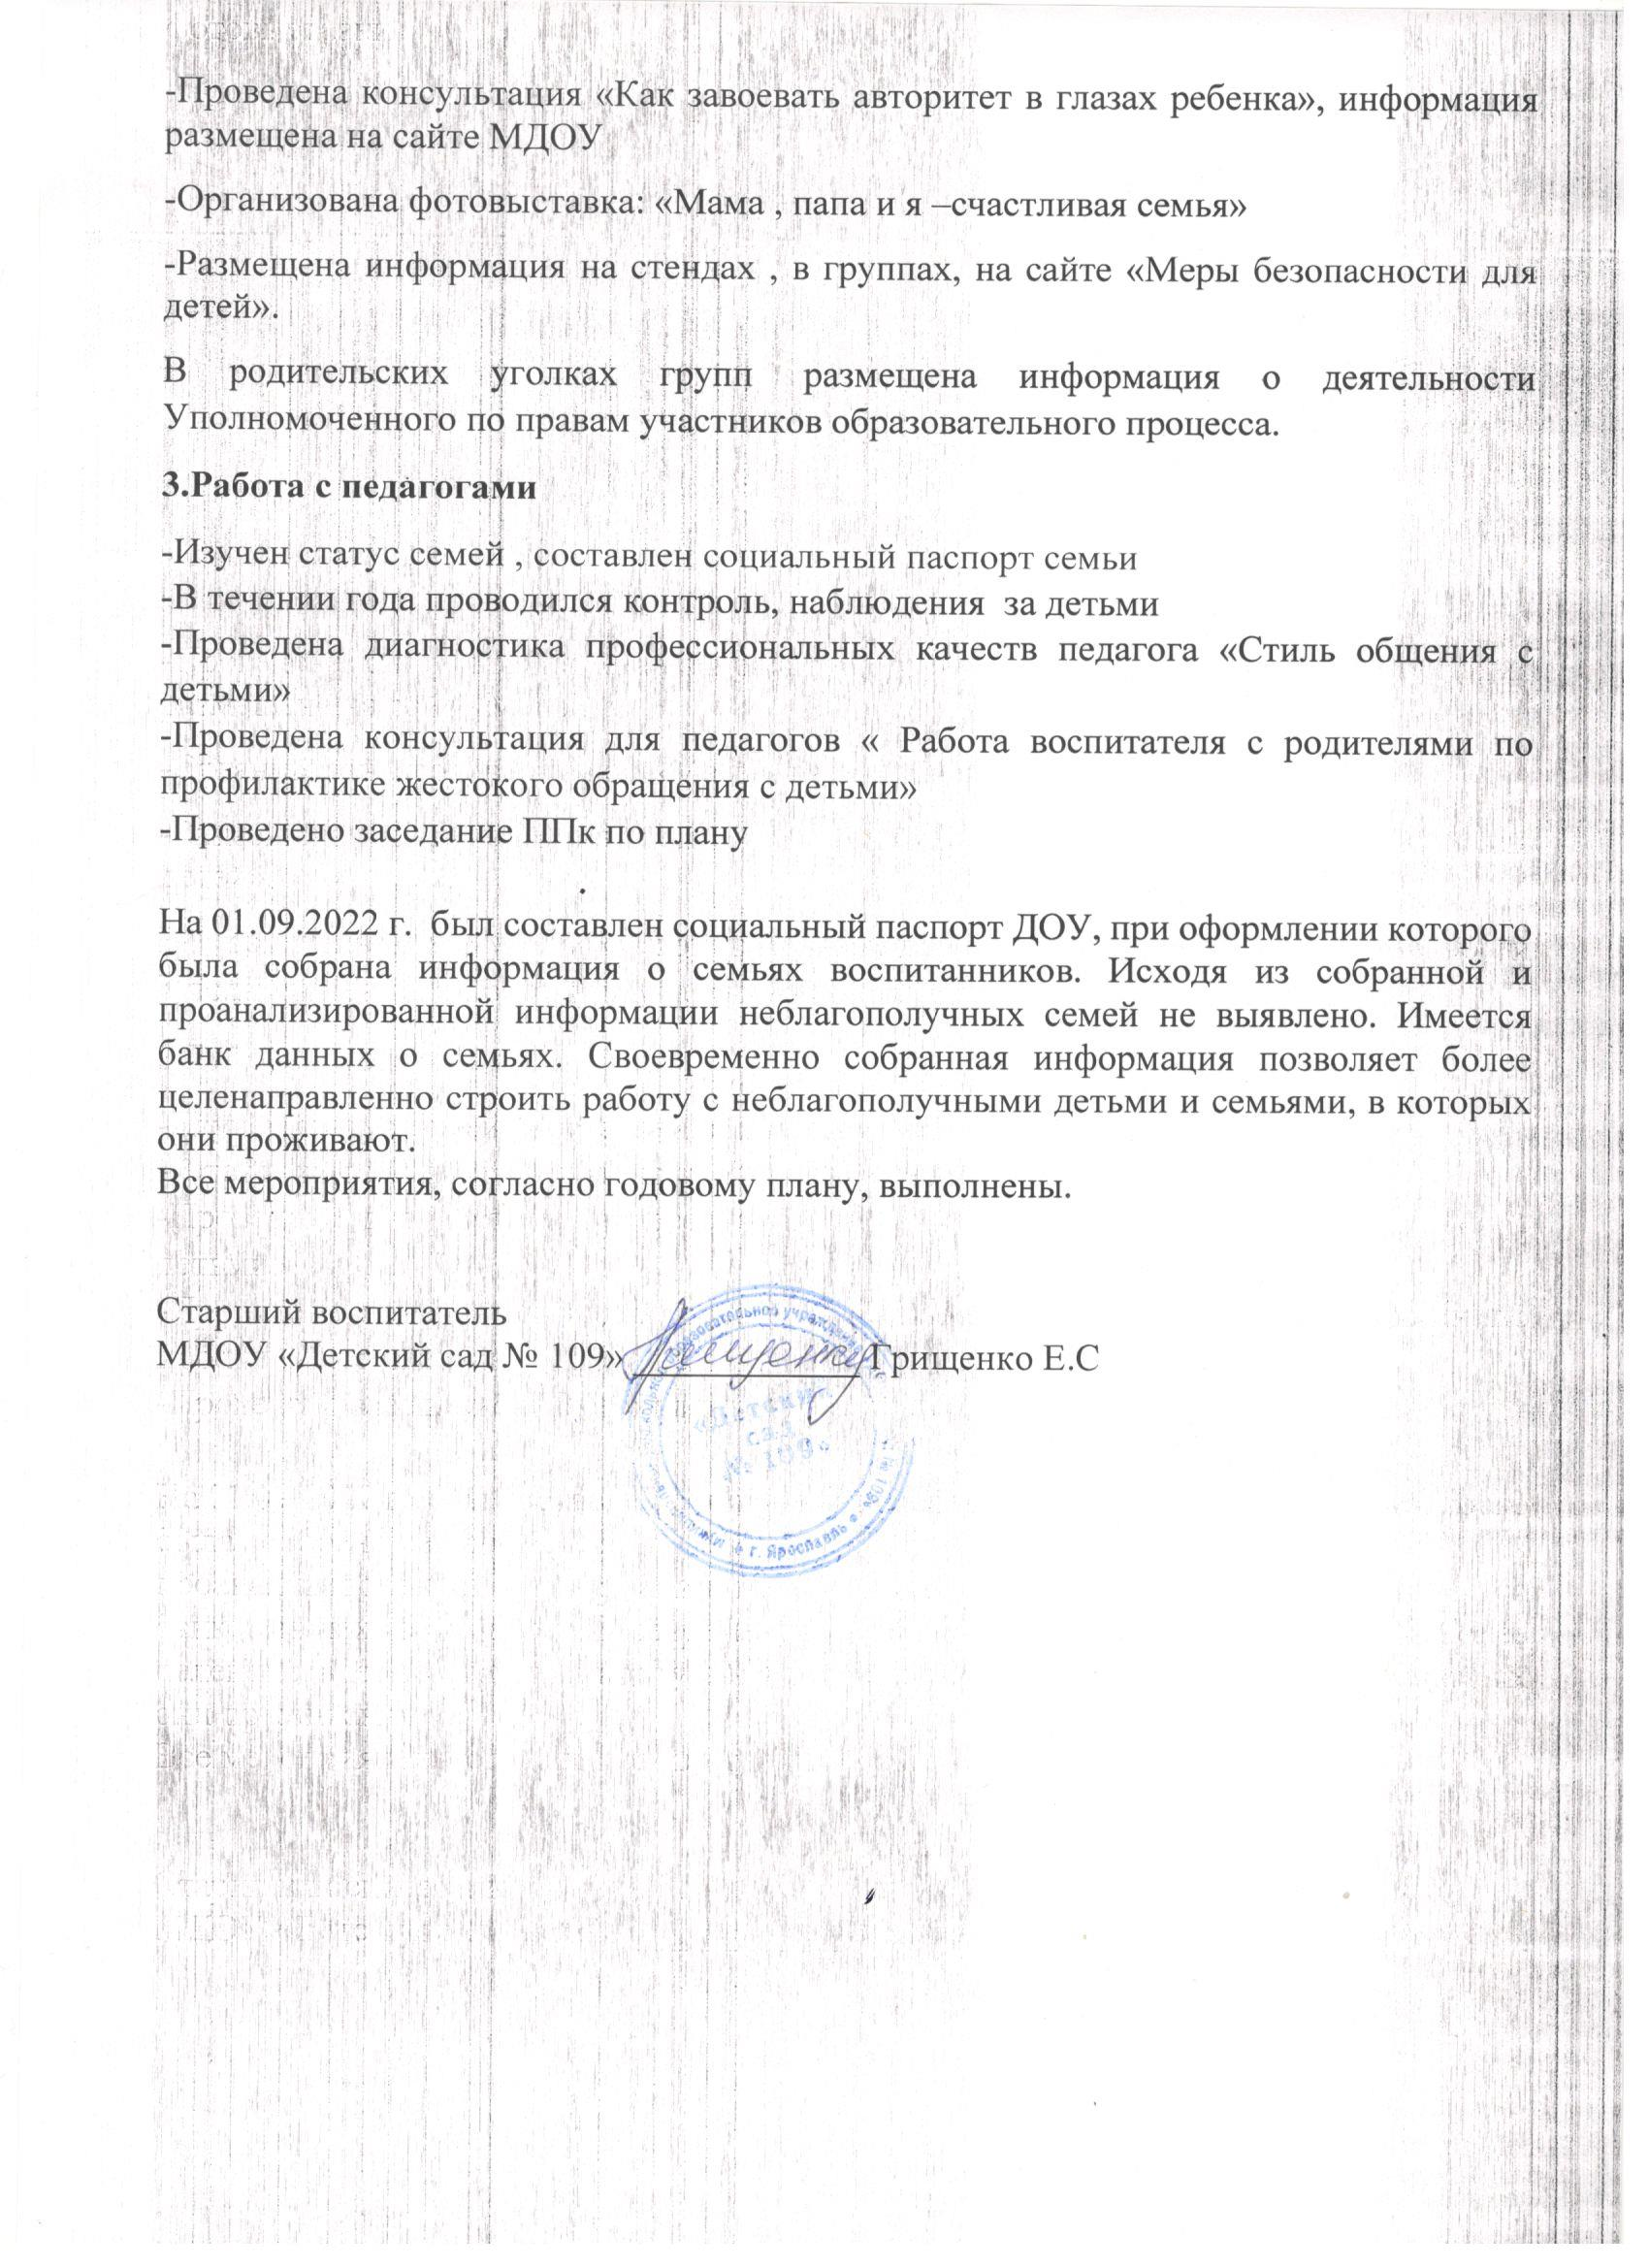 -Проведена консультация «Как завоевать авторитет в глазах ребенка», информация
размещена на сайте МДОУ
-Организована фотовыставка: «Мама , папа и я –счастливая семья»
-Размещена информация на стендах , в группах, на сайте «Меры безопасности для
детей».
В родительских уголках групп размещена информация о деятельности
Уполномоченного по правам участников образовательного процесса.
3.Работа с педагогами
-Изучен статус семей , составлен социальный паспорт семьи
-В течении года проводился контроль, наблюдения за детьми
-Проведена диагностика профессиональных качеств педагога «Стиль общения с
детьми»
-Проведена консультация для педагогов « Работа воспитателя с родителями по
профилактике жестокого обращения с детьми»
-Проведено заседание ППк по плану
На 01.09.2022 г. был составлен социальный паспорт ДОУ, при оформлении которого
была собрана информация о семьях воспитанников. Исходя из собранной и
проанализированной информации неблагополучных семей не выявлено. Имеется
банк данных о семьях. Своевременно собранная информация позволяет более
целенаправленно строить работу с неблагополучными детьми и семьями, в которых
они проживают.
Все мероприятия, согласно годовому плану, выполнены.
Старший воспитатель
МДОУ «Детский сад № 109» Грищенко Е.С
«Детский
сад
№ 109»
г. Ярославль